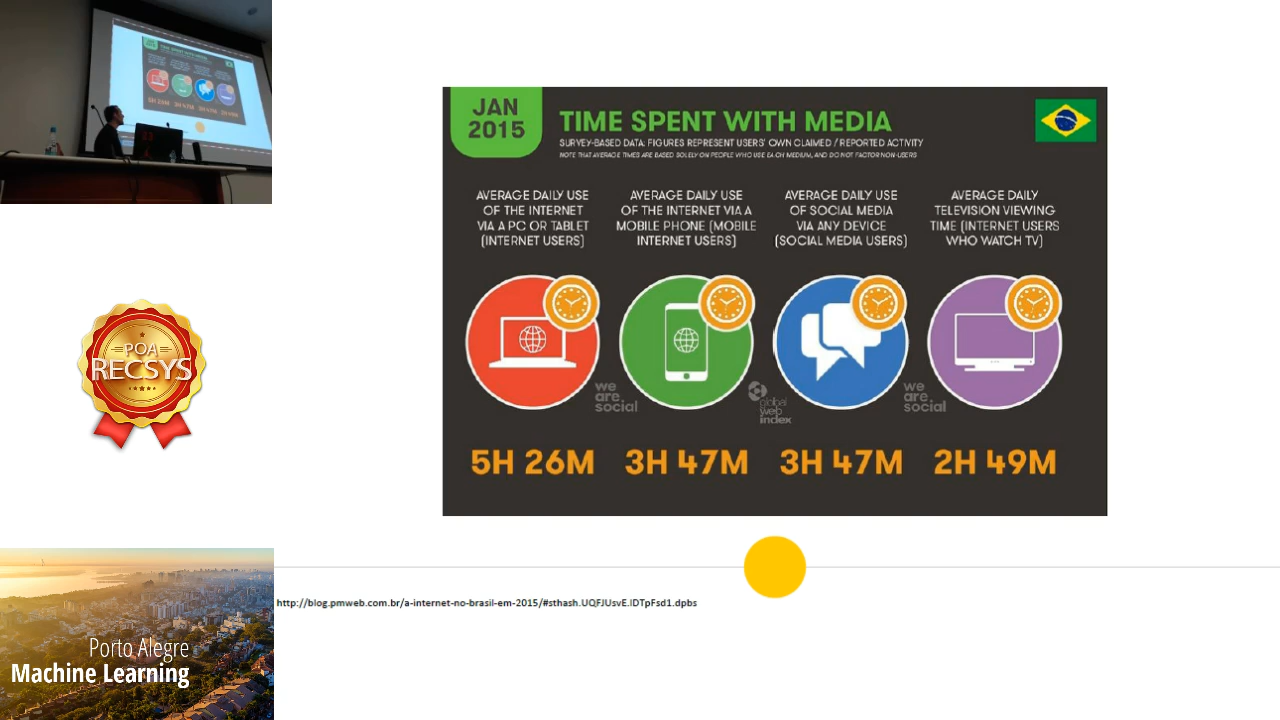 JAN
2015
TIME SPENT WITH MEDIA
SURVEY-BASED DATA: FIGURES REPRESENT USERS' OWN CLAIMED / REPORTED ACTIVITY
NOTE THAT AVERAGE TIMES ARE BASED SOLELY ON PEOPLE WHO USE EACH MEDIUM, AND DO NOT FACTOR NON-USERS
AVERAGE DAILY USE
OF THE INTERNET
VIA A PC OR TABLET
(INTERNET USERS)
AVERAGE DAILY USE
OF THE INTERNET VIA A
MOBILE PHONE (MOBILE
INTERNET USERS)
AVERAGE DAILY USE
OF SOCIAL MEDIA
VIA ANY DEVICE
(SOCIAL MEDIA USERS)
AVERAGE DAILY
TELEVISION VIEWING
TIME (INTERNET USERS
WHO WATCH TV)
we
are
social
global
web
index
we
are
social
5H 26M
3H 47M
3H 47M
2H 49M
POA
RECSYS
http://blog.pmweb.com.br/a-internet-no-brasil-em-2015/#sthash.UQFJUsvE.IDTpFsd1.dpbs
Porto Alegre
Machine Learning